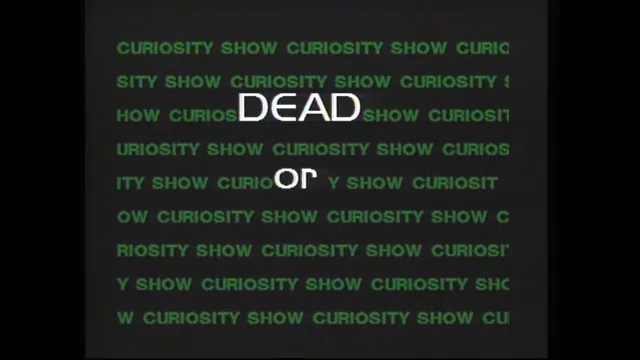 CURIOSITY SHOW CURIOSITY SHOW CURIO
SITY SHOW CURIOSITY SHOW CURIOSITY S
HOW CURIOS DEAD SHOW CURIOSIT
URIOSITY SHOW CURIOSITY SHOW CURIOS
ITY SHOW CURIO or Y SHOW CURIOSIT
OW CURIOSITY SHOW CURIOSITY SHOW C
RIOSITY SHOW CURIOSITY SHOW CURIOSI
Y SHOW CURIOSITY SHOW CURIOSITY SHO
W CURIOSITY SHOW CURIOSITY SHOW CU